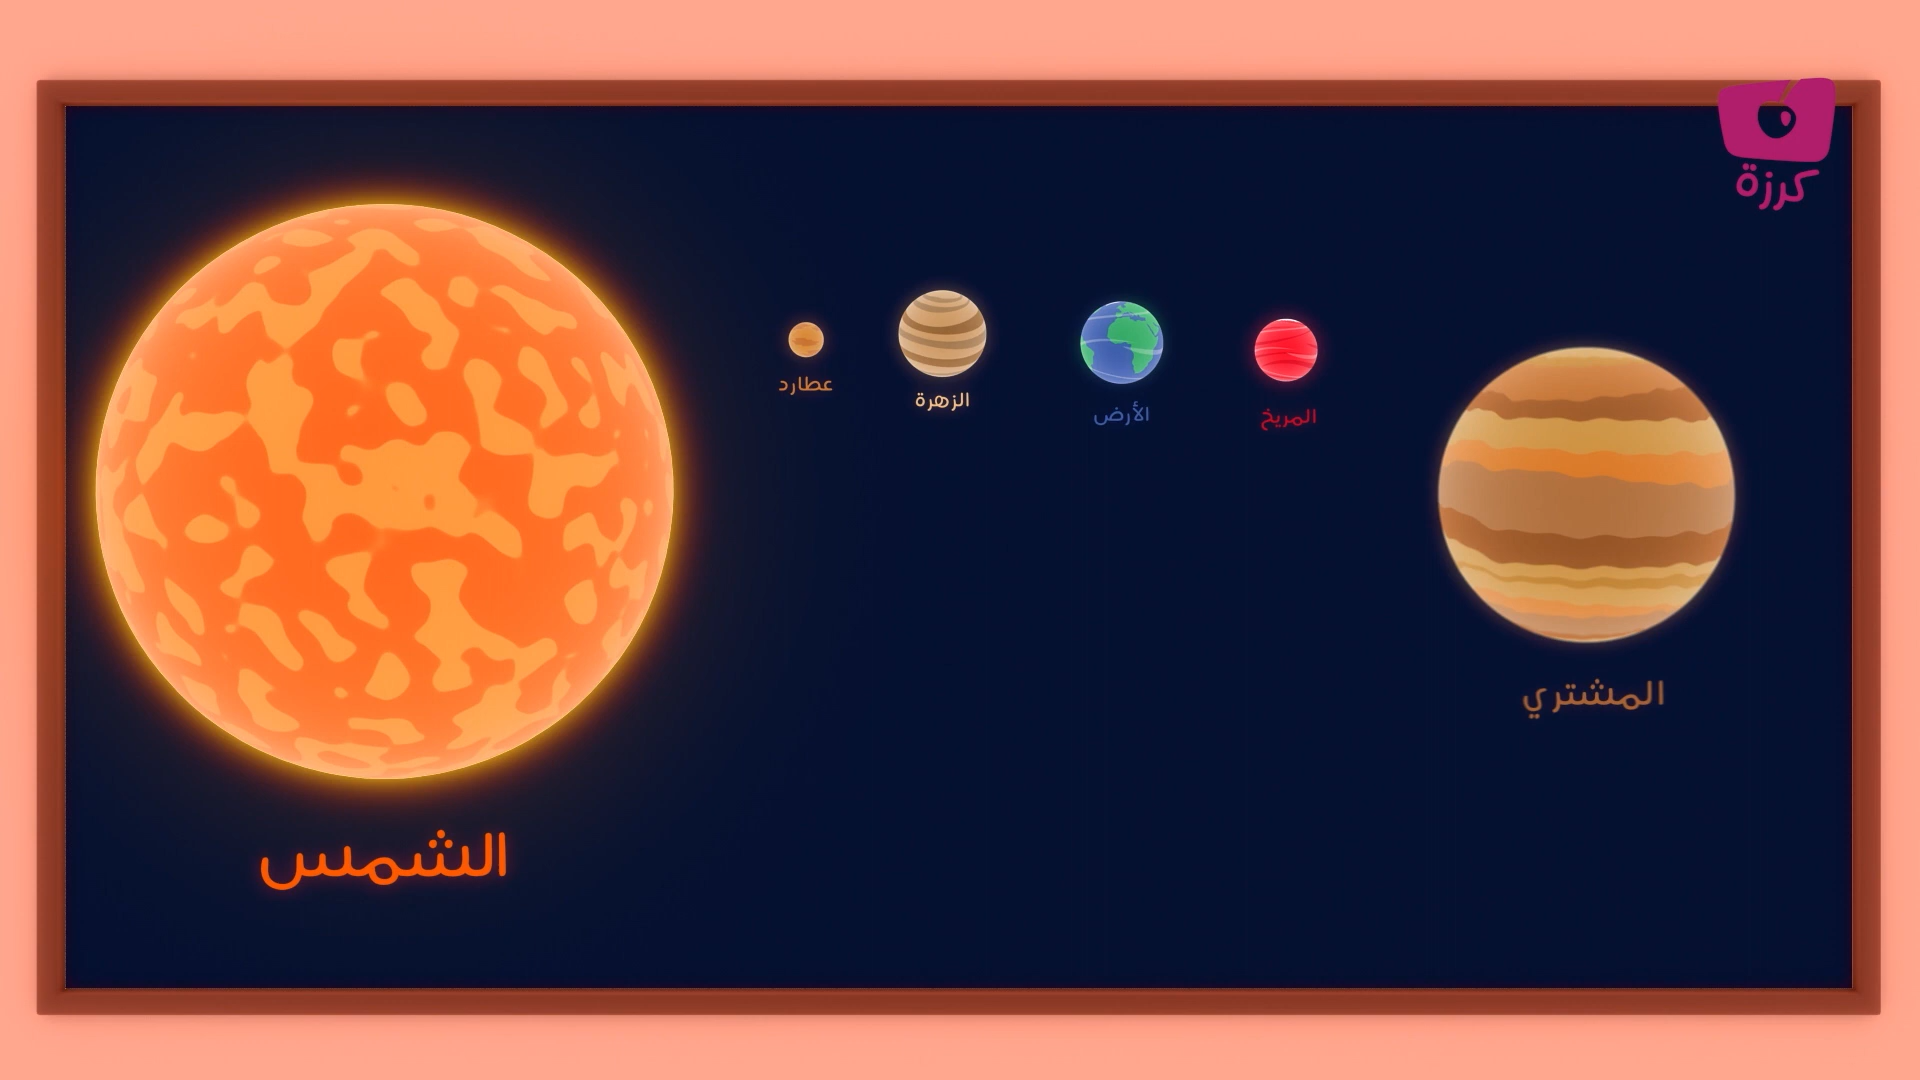 كرزة
عطارد
الزهرة
الأرض
المريخ
المشتري
الشمس